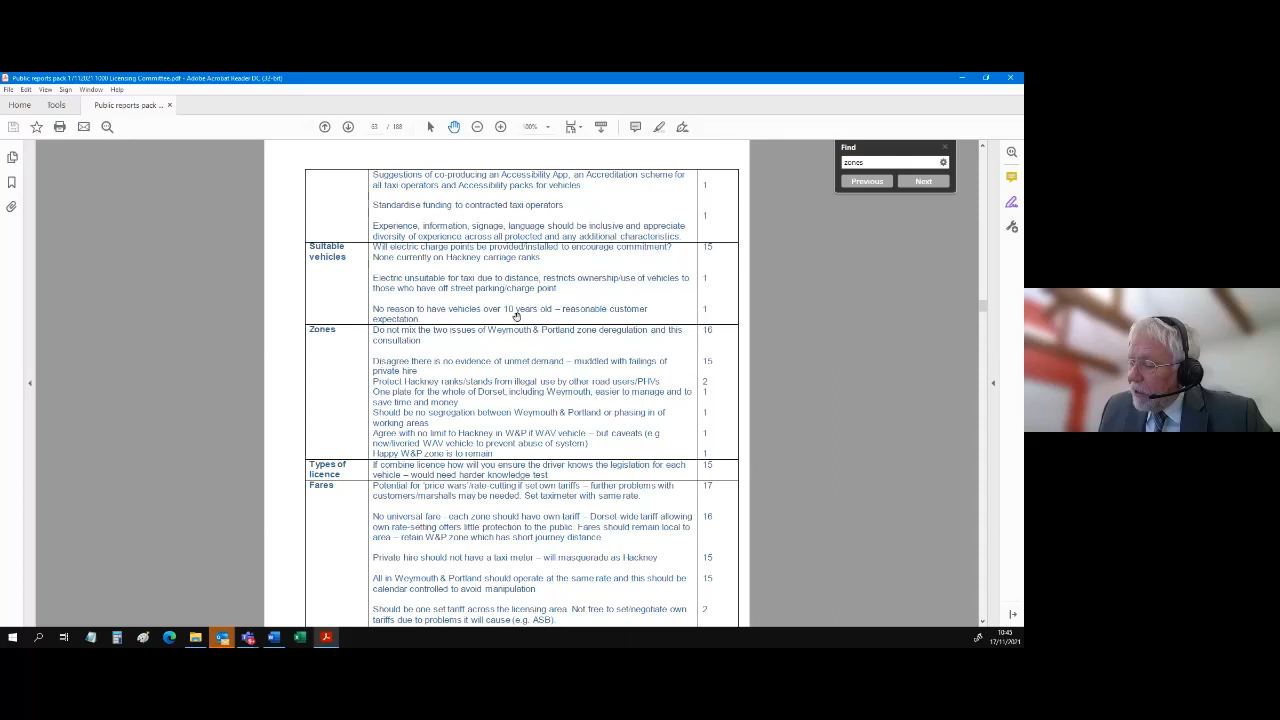 Public reports pack 17112021 1000 Licensing Committee.pdf - Adobe Acrobat Reader DC (32-bit)
File Edit View Sign Window Help
Home Tools Public reports pack ... ×
63 / 188 100%
Find
zones
Previous Next
Suggestions of co-producing an Accessibility App, an Accreditation scheme for
all taxi operators and Accessibility packs for vehicles 1
Standardise funding to contracted taxi operators
1
Experience, information, signage, language should be inclusive and appreciate
diversity of experience across all protected and any additional characteristics.
Suitable Will electric charge points be provided/installed to encourage commitment? 15
vehicles None currently on Hackney carriage ranks
Electric unsuitable for taxi due to distance, restricts ownership/use of vehicles to 1
those who have off street parking/charge point
No reason to have vehicles over 10 years old – reasonable customer 1
expectation.
Zones Do not mix the two issues of Weymouth & Portland zone deregulation and this 16
consultation
Disagree there is no evidence of unmet demand – muddled with failings of 15
private hire
Protect Hackney ranks/stands from illegal use by other road users/PHVs 2
One plate for the whole of Dorset, including Weymouth, easier to manage and to 1
save time and money
Should be no segregation between Weymouth & Portland or phasing in of 1
working areas
Agree with no limit to Hackney in W&P if WAV vehicle – but caveats (e.g 1
new/liveried WAV vehicle to prevent abuse of system)
Happy W&P zone is to remain 1
Types of If combine licence how will you ensure the driver knows the legislation for each 15
licence vehicle – would need harder knowledge test
Fares Potential for ‘price wars’/rate-cutting if set own tariffs – further problems with 17
customers/marshalls may be needed. Set taximeter with same rate.
No universal fare - each zone should have own tariff – Dorset-wide tariff allowing 16
own rate-setting offers little protection to the public. Fares should remain local to
area – retain W&P zone which has short journey distance
Private hire should not have a taxi meter – will masquerade as Hackney 15
All in Weymouth & Portland should operate at the same rate and this should be 15
calendar controlled to avoid manipulation
Should be one set tariff across the licensing area. Not free to set/negotiate own 2
tariffs due to problems it will cause (e.g. ASB).
10:45
17/11/2021